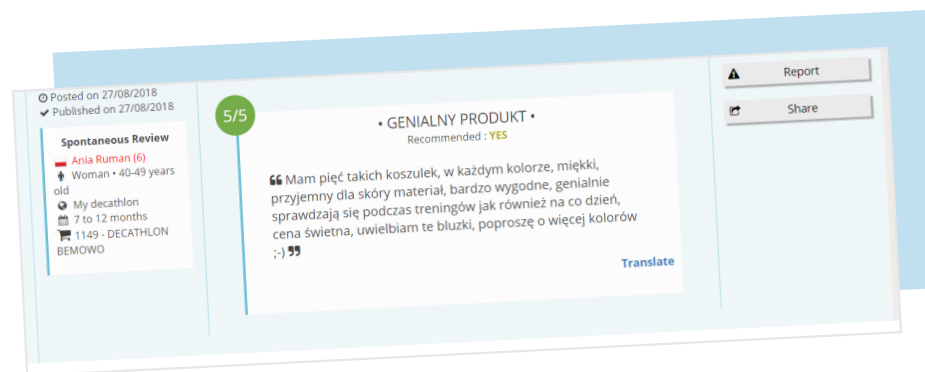 Posted on 27/08/2018
Published on 27/08/2018
Spontaneous Review
Ania Ruman (6)
Woman • 40-49 years
old
My decathlon
7 to 12 months
1149 - DECATHLON
BEMOWO
5/5
• GENIALNY PRODUKT •
Recommended : YES
❝ Mam pięć takich koszulek, w każdym kolorze, miękki,
przyjemny dla skóry materiał, bardzo wygodne, genialnie
sprawdzają się podczas treningów jak również na co dzień,
cena świetna, uwielbiam te bluzki, poproszę o więcej kolorów
;-) ❞
Translate
Report
Share